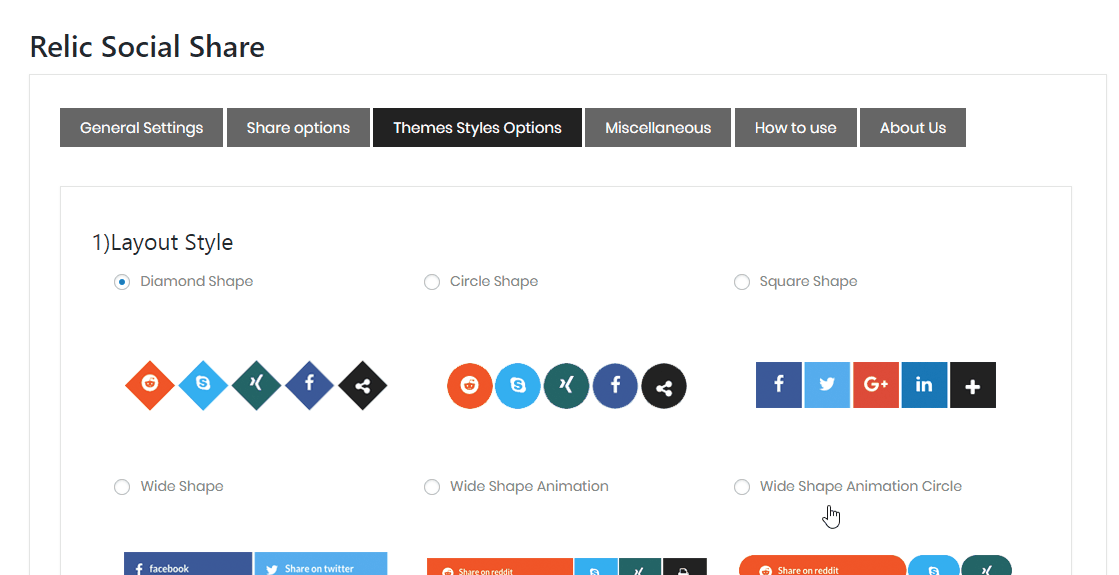 Relic Social Share
General Settings Share options Themes Styles Options Miscellaneous How to use About Us
1)Layout Style
Diamond Shape Circle Shape Square Shape
f f f G+ in
Wide Shape Wide Shape Animation Wide Shape Animation Circle
f facebook Share on twitter Share on reddit Share on reddit